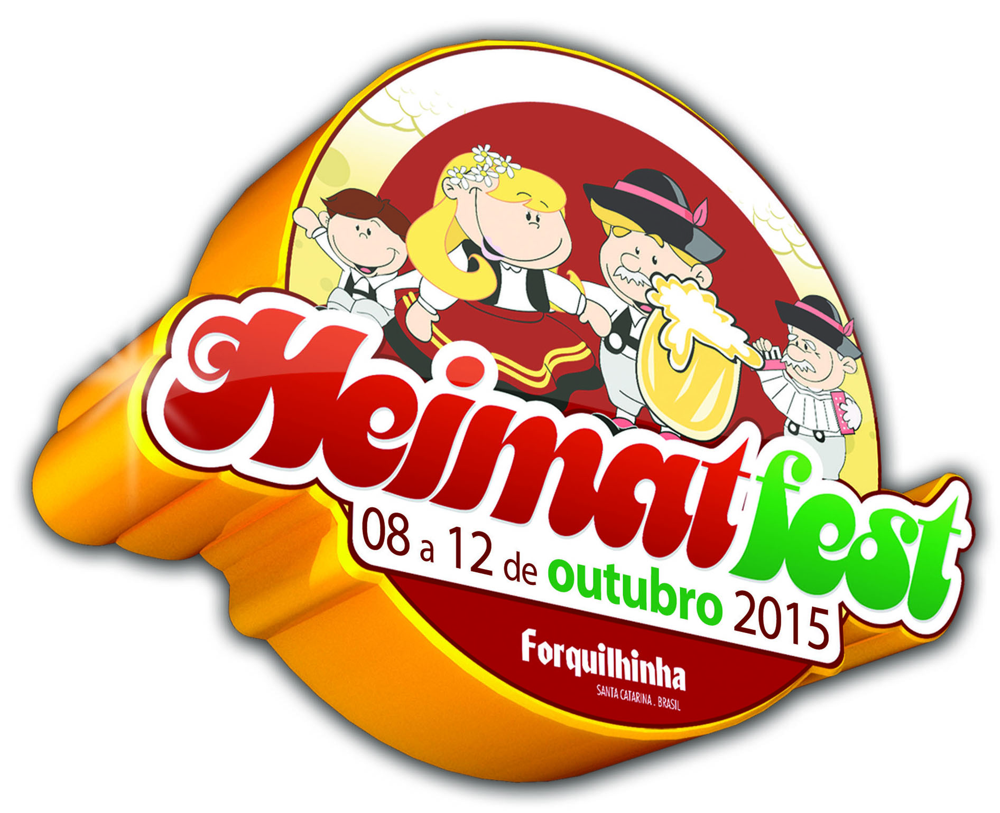 Heimatfest
08 a 12 de outubro 2015
Forquilhinha
SANTA CATARINA . BRASIL